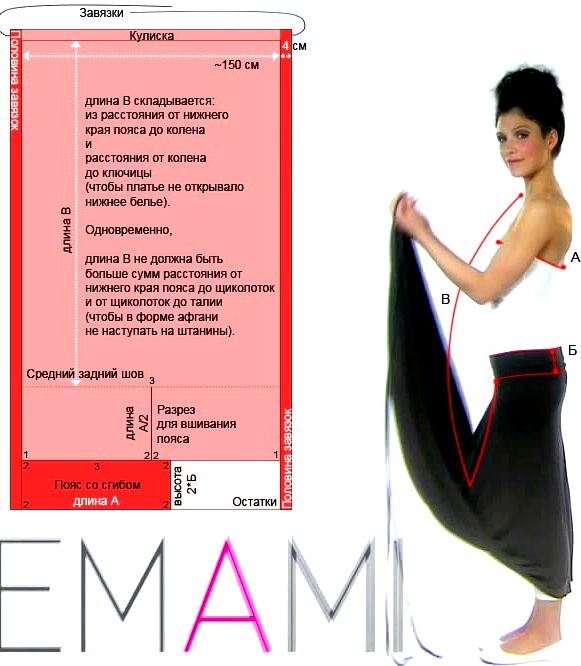 Завязки
Кулиска
4 см
~150 см
Половина завязок
длина В складывается:
из расстояния от нижнего
края пояса до колена
и
расстояния от колена
до ключицы
(чтобы платье не открывало
нижнее белье).
Одновременно,
длина В не должна быть
больше сумм расстояния от
нижнего края пояса до щиколоток
и от щиколоток до талии
(чтобы в форме афгани
не наступать на штанины).
длина В
Средний задний шов
3
длина
А/2
Разрез
для вшивания
пояса
1
2
2
1
2
3
2
Пояс со сгибом
длина А
2
2
высота
2*Б
Остатки
Половина завязок
А
В
Б
EMAMI